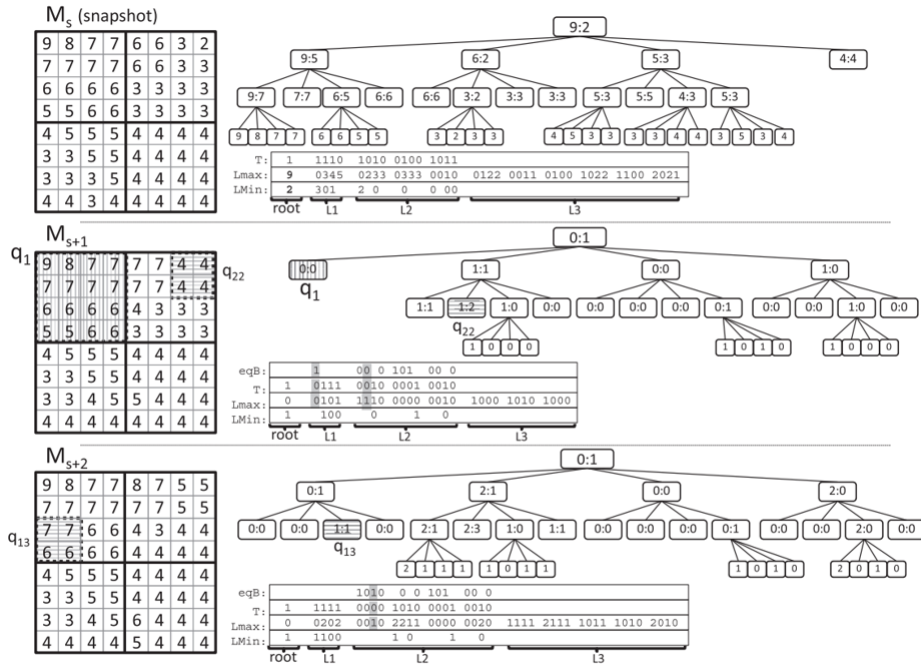 Ms (snapshot)
9 8 7 7 6 6 3 2
7 7 7 7 6 6 3 3
6 6 6 6 3 3 3 3
5 5 6 6 3 3 3 3
4 5 5 5 4 4 4 4
3 3 5 5 4 4 4 4
3 3 3 5 4 4 4 4
4 4 3 4 4 4 4 4
9:2
9:5 6:2 5:3 4:4
9:7 7:7 6:5 6:6 6:6 3:2 3:3 3:3 5:3 5:5 4:3 5:3
9 8 7 7 6 6 5 5 3 2 3 3 4 5 3 3 3 3 4 4 3 5 3 4
T: 1 1110 1010 0100 1011
Lmax: 9 0345 0233 0333 0010 0122 0011 0100 1022 1100 2021
LMin: 2 301 2 0 0 0 00
root L1 L2 L3
Ms+1
q1
9 8 7 7 7 7 4 4
7 7 7 7 7 7 4 4
6 6 6 6 4 3 3 3
5 5 6 6 3 3 3 3
4 5 5 5 4 4 4 4
3 3 5 5 4 4 4 4
3 3 4 5 5 4 4 4
4 4 4 4 4 4 4 4
q22
0:1
0:0 1:1 0:0 1:0
q1
1:1 1:2 1:0 0:0 0:0 0:0 0:0 0:1 0:0 0:0 1:0 0:0
q22
1 0 0 0 1 0 1 0 1 0 0 0
eqB: 1 00 0 101 00 0
T: 1 0111 0010 0001 0010
Lmax: 0 0101 1110 0000 0010 1000 1010 1000
LMin: 1 100 0 1 0
root L1 L2 L3
Ms+2
9 8 7 7 8 7 5 5
7 7 7 7 7 7 5 5
7 7 6 6 4 3 4 4
6 6 6 6 4 4 4 4
4 5 5 5 4 4 4 4
3 3 5 5 4 4 4 4
3 3 4 5 6 4 4 4
4 4 4 4 5 4 4 4
q13
0:1
0:1 2:1 0:0 2:0
0:0 0:0 1:1 0:0 2:1 2:3 1:0 1:1 0:0 0:0 0:0 0:1 0:0 0:0 2:0 0:0
q13
2 1 1 1 1 0 1 1 1 0 1 0 2 0 1 0
eqB: 1010 0 0 101 00 0
T: 1 1111 0000 1010 0001 0010
Lmax: 0 0202 0010 2211 0000 0020 1111 2111 1011 1010 2010
LMin: 1 1100 1 0 1 0
root L1 L2 L3